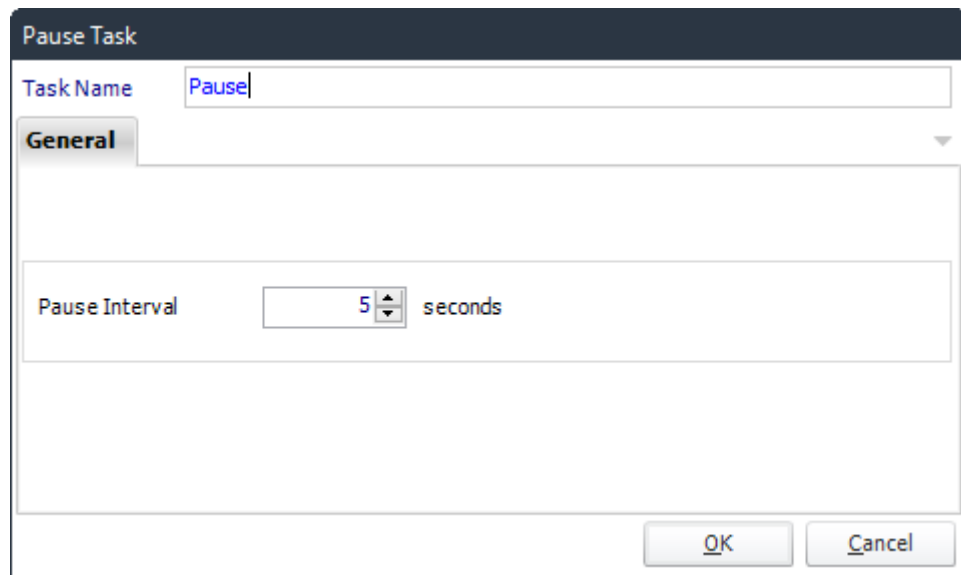 Pause Task
Task Name Pause
General
Pause Interval 5 seconds
OK Cancel